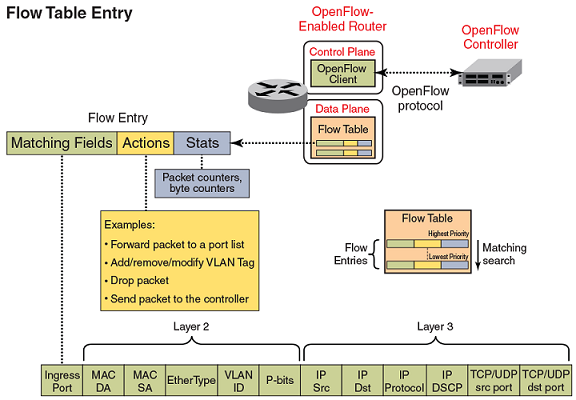 Flow Table Entry
OpenFlow-
Enabled Router
Control Plane
OpenFlow
Client
OpenFlow
Controller
OpenFlow
protocol
Data Plane
Flow Table
Flow Entry
Matching Fields
Actions
Stats
Packet counters,
byte counters
Examples:
• Forward packet to a port list
• Add/remove/modify VLAN Tag
• Drop packet
• Send packet to the controller
Flow Table
Highest Priority
Lowest Priority
Flow
Entries
Matching
search
Layer 2
Layer 3
Ingress
Port
MAC
DA
MAC
SA
EtherType
VLAN
ID
P-bits
IP
Src
IP
Dst
IP
Protocol
IP
DSCP
TCP/UDP
src port
TCP/UDP
dst port